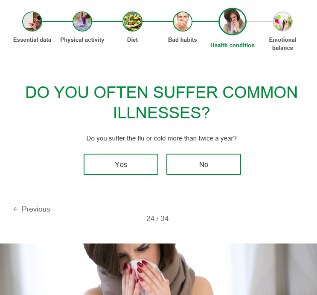 Essential data
Physical activity
Diet
Bad habits
Health condition
Emotional
balance
DO YOU OFTEN SUFFER COMMON
ILLNESSES?
Do you suffer the flu or cold more than twice a year?
Yes
No
← Previous
24 / 34